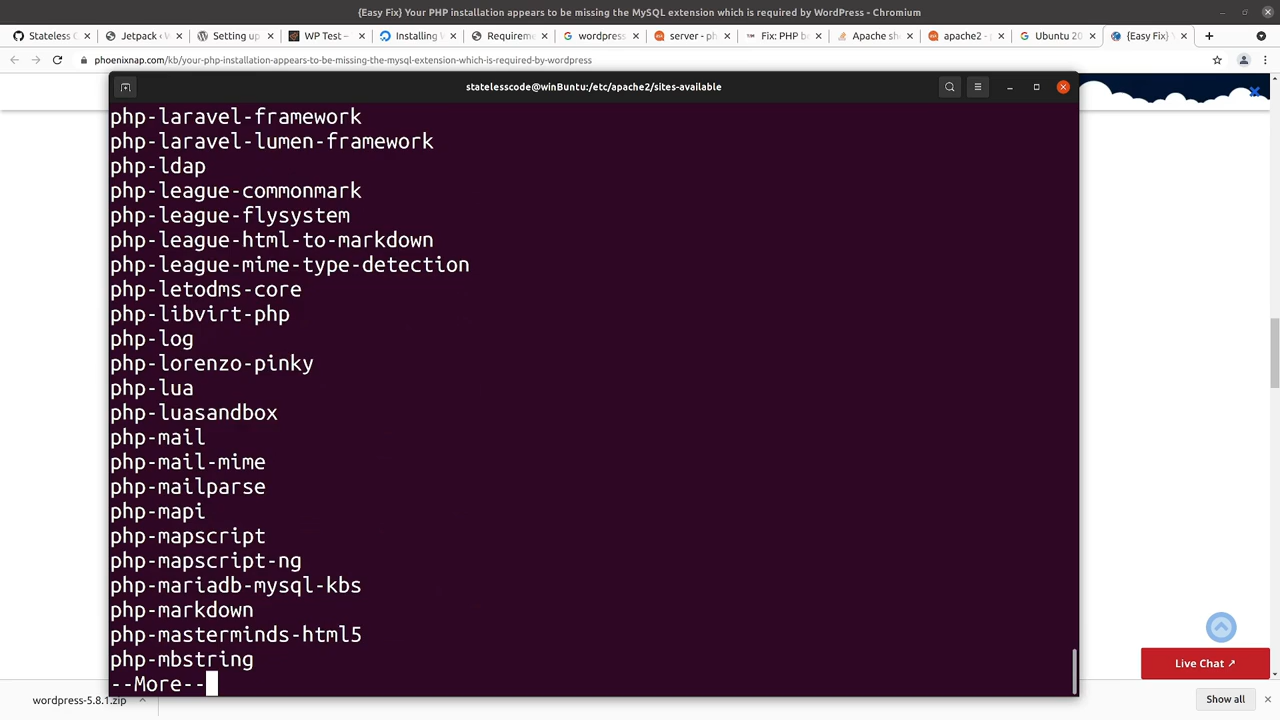 {Easy Fix} Your PHP installation appears to be missing the MySQL extension which is required by WordPress - Chromium
Stateless C
Jetpack ‹ W
Setting up
WP Test –
Installing W
Requireme
wordpress
server - ph
Fix: PHP be
Apache sh
apache2 - p
Ubuntu 20
{Easy Fix} Y
phoenixnap.com/kb/your-php-installation-appears-to-be-missing-the-mysql-extension-which-is-required-by-wordpress
statelesscode@winBuntu:/etc/apache2/sites-available
php-laravel-framework
php-laravel-lumen-framework
php-ldap
php-league-commonmark
php-league-flysystem
php-league-html-to-markdown
php-league-mime-type-detection
php-letodms-core
php-libvirt-php
php-log
php-lorenzo-pinky
php-lua
php-luasandbox
php-mail
php-mail-mime
php-mailparse
php-mapi
php-mapscript
php-mapscript-ng
php-mariadb-mysql-kbs
php-markdown
php-masterminds-html5
php-mbstring
--More--
Live Chat ↗
wordpress-5.8.1.zip
Show all